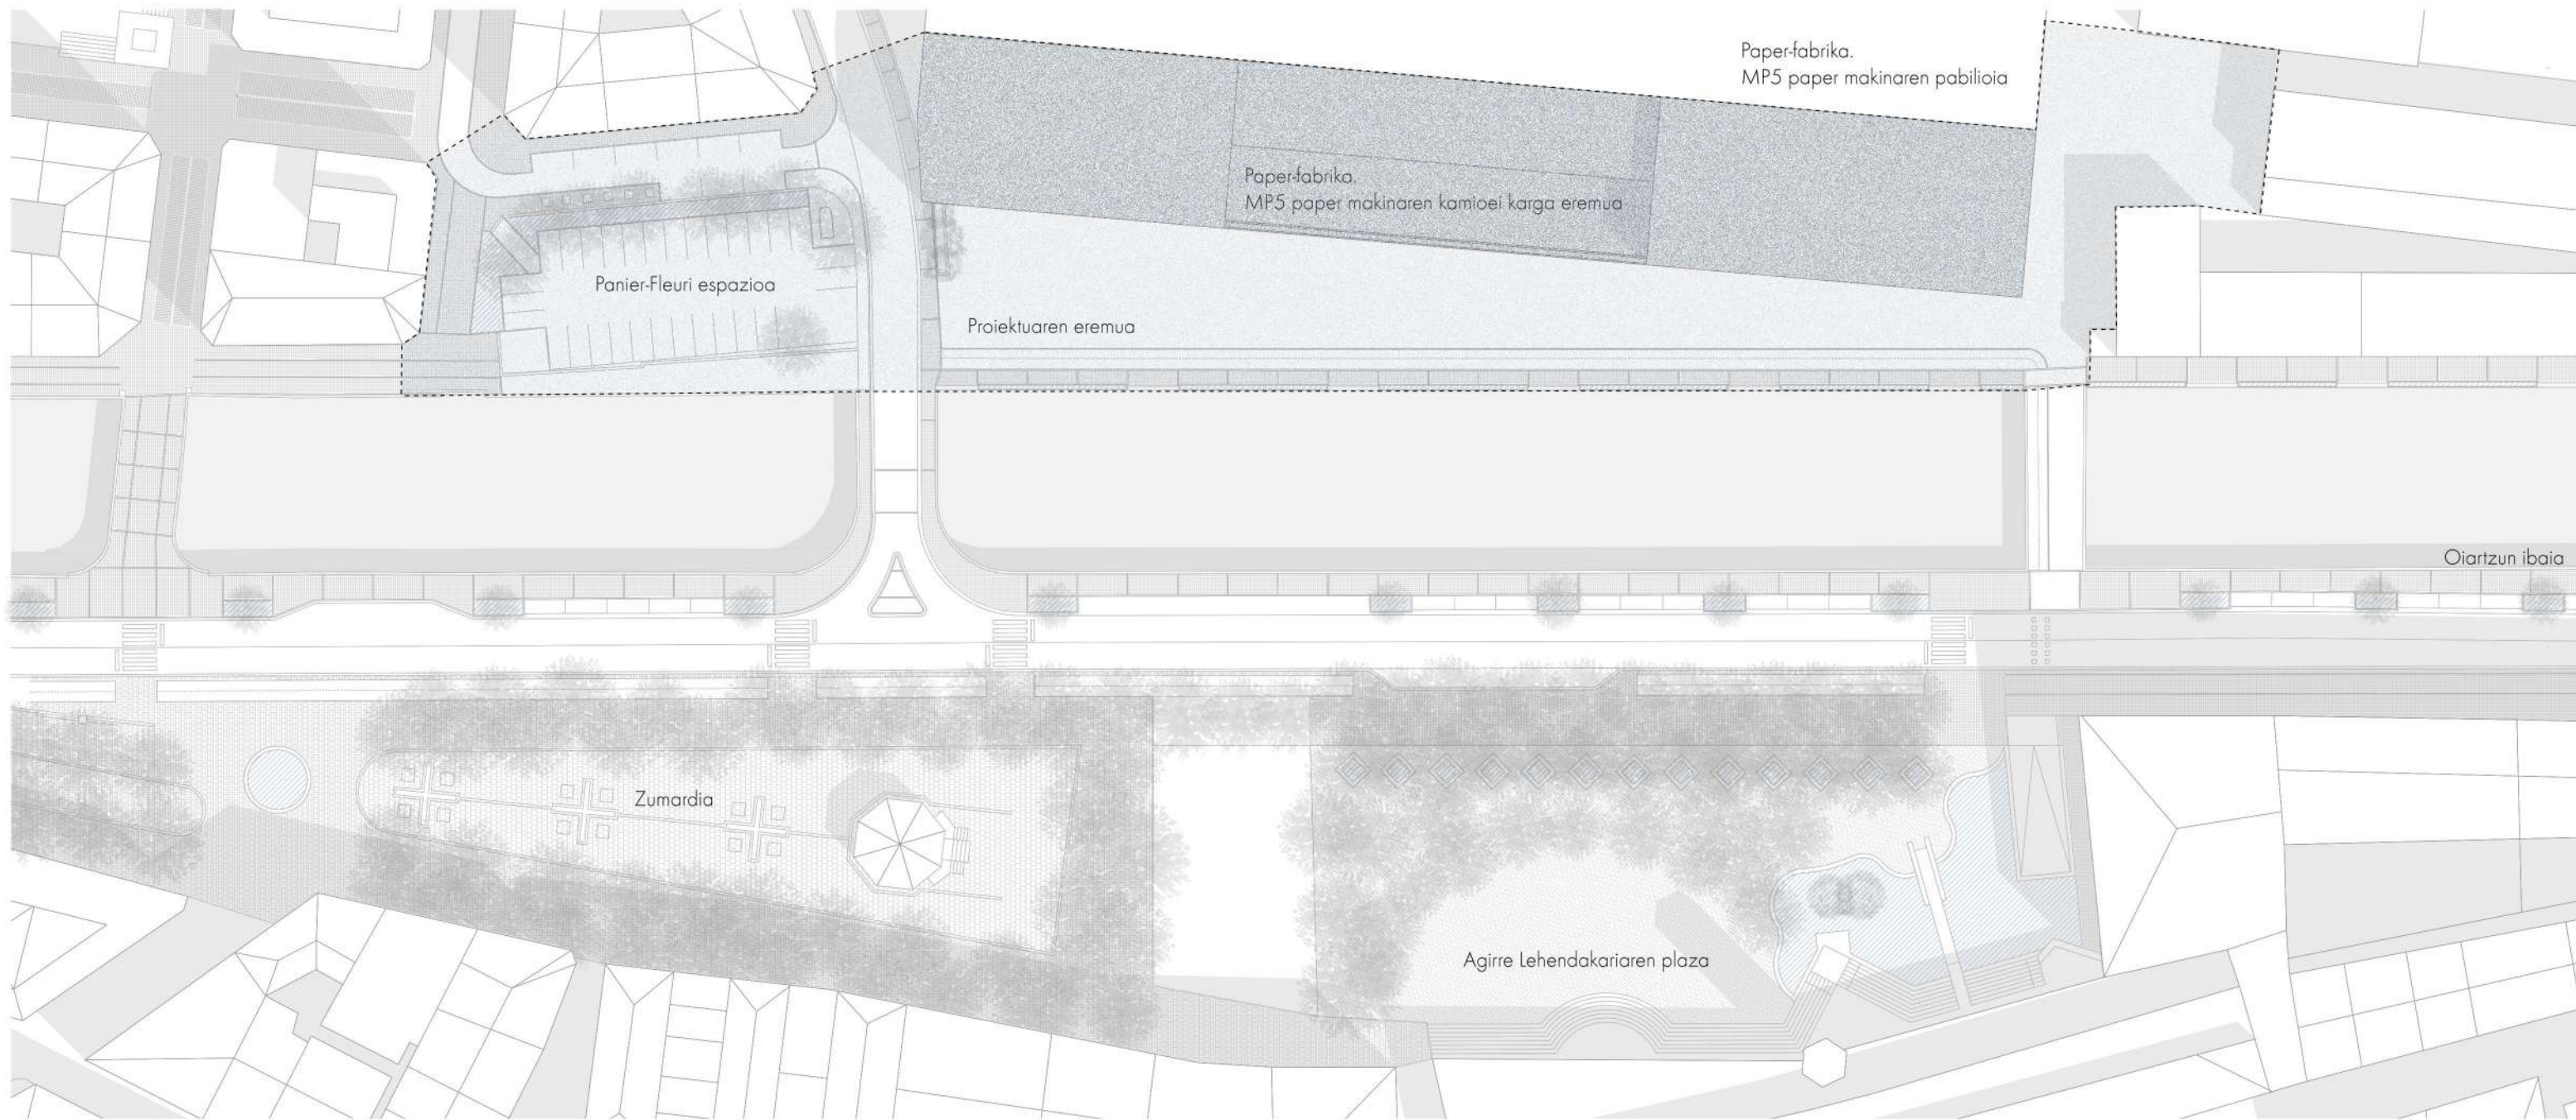 Paper-fabrika.
MP5 paper makinaren pabilioia
Paper-fabrika.
MP5 paper makinaren kamioei karga eremua
Panier-Fleuri espazioa
Proiektuaren eremua
Oiartzun ibaia
Zumardia
Agirre Lehendakariaren plaza